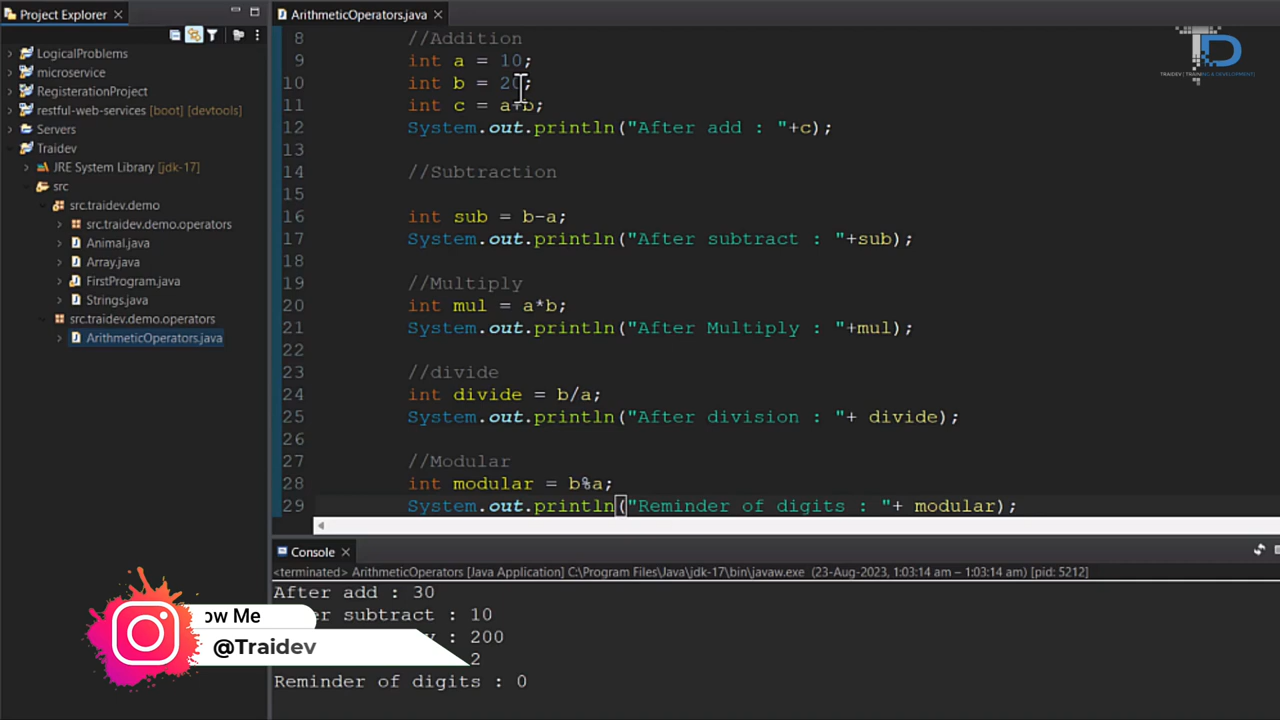 Project Explorer
ArithmeticOperators.java
LogicalProblems
microservice
RegisterationProject
restful-web-services [boot] [devtools]
Servers
Traidev
JRE System Library [jdk-17]
src
src.traidev.demo
src.traidev.demo.operators
Animal.java
Array.java
FirstProgram.java
Strings.java
src.traidev.demo.operators
ArithmeticOperators.java
8 //Addition
9 int a = 10;
10 int b = 20;
11 int c = a+b;
12 System.out.println("After add : "+c);
13
14 //Subtraction
15
16 int sub = b-a;
17 System.out.println("After subtract : "+sub);
18
19 //Multiply
20 int mul = a*b;
21 System.out.println("After Multiply : "+mul);
22
23 //divide
24 int divide = b/a;
25 System.out.println("After division : "+ divide);
26
27 //Modular
28 int modular = b%a;
29 System.out.println("Reminder of digits : "+ modular);
TD
TRAIDEV | TRAINING & DEVELOPMENT |
Console
<terminated> ArithmeticOperators [Java Application] C:\Program Files\Java\jdk-17\bin\javaw.exe (23-Aug-2023, 1:03:14 am – 1:03:14 am) [pid: 5212]
After add : 30
er subtract : 10
: 200
2
Reminder of digits : 0
ow Me
@Traidev